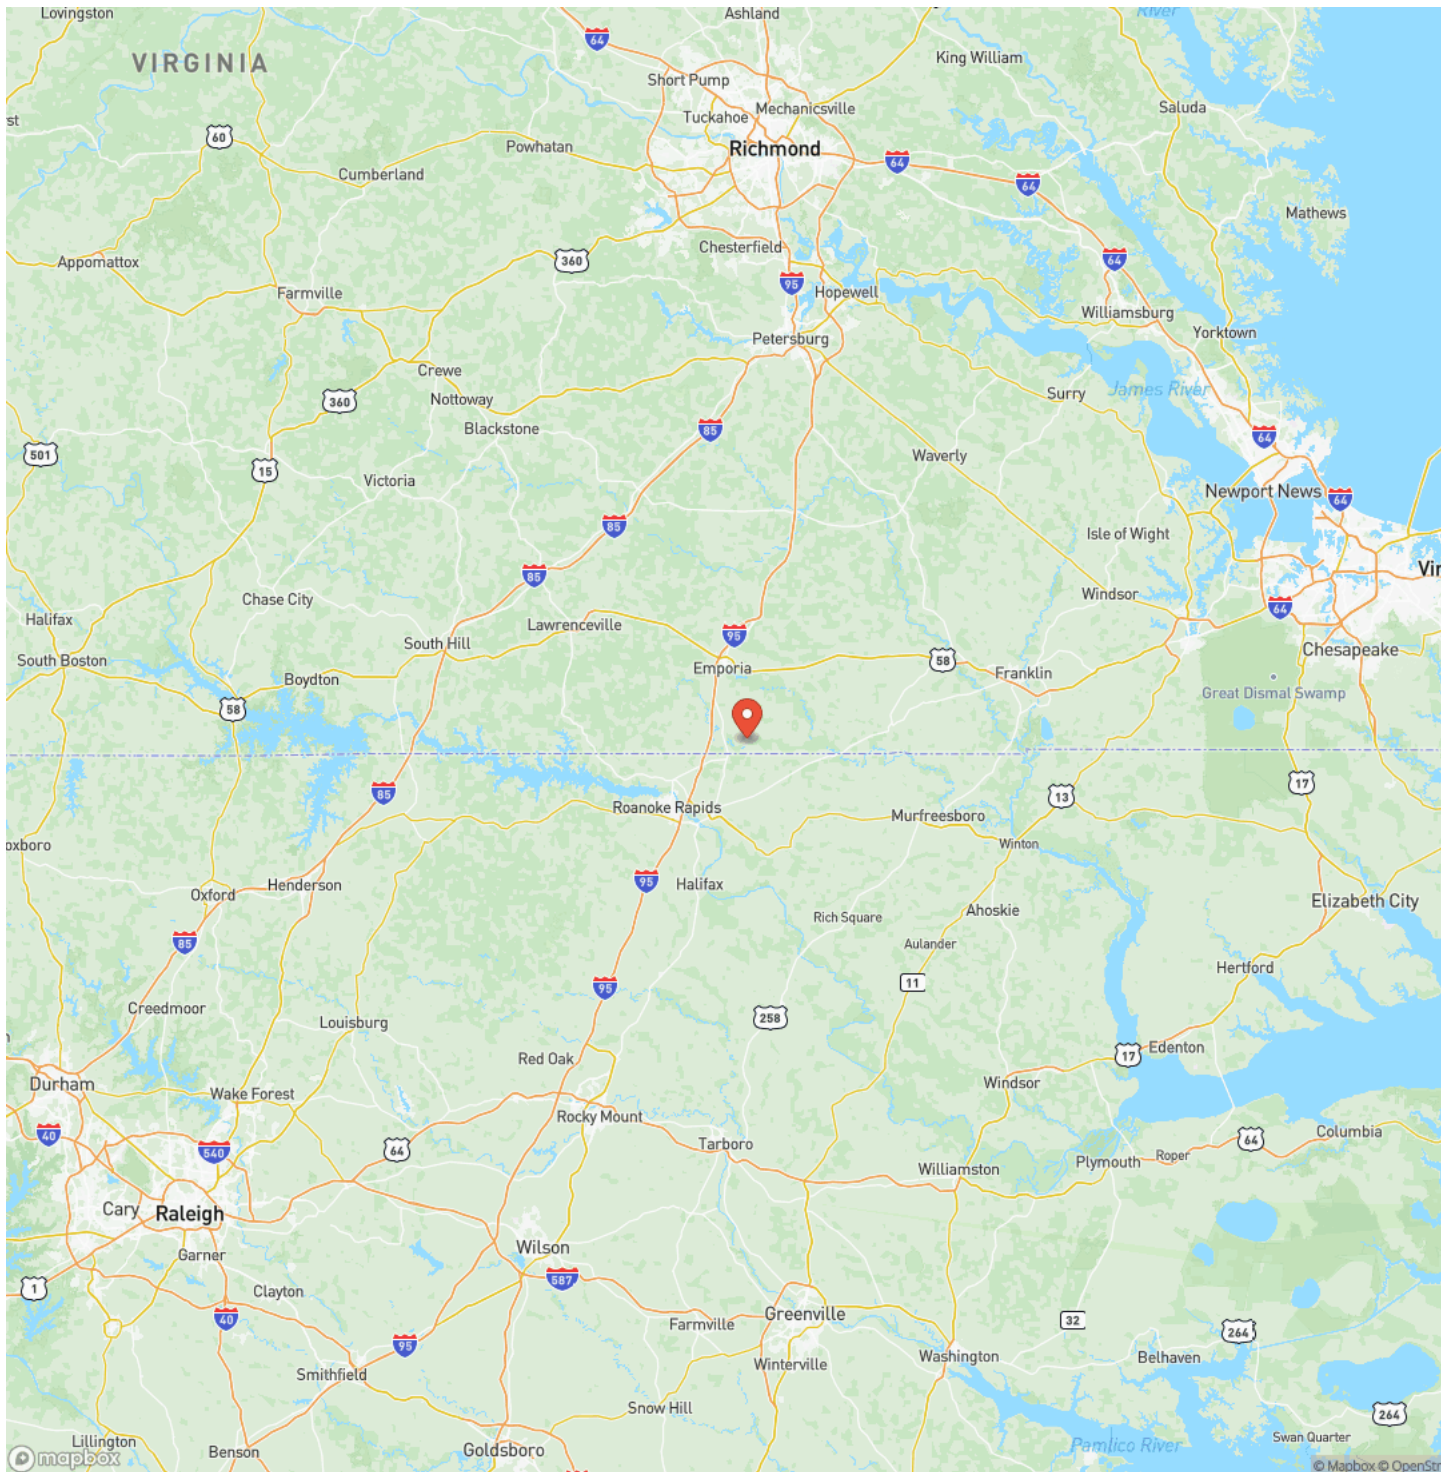 Lovingston
Ashland
River
64
VIRGINIA
King William
Short Pump
Mechanicsville
Saluda
Tuckahoe
60
Richmond
Powhatan
64
Cumberland
64
Mathews
Chesterfield
Appomattox
360
64
95
Farmville
Hopewell
Williamsburg
Yorktown
Petersburg
Crewe
James River
Surry
360
Nottoway
Blackstone
85
64
501
Waverly
15
Victoria
Newport News
64
85
Isle of Wight
85
Windsor
Chase City
64
Halifax
Lawrenceville
95
South Hill
Chesapeake
South Boston
Emporia
58
Franklin
Boydton
Great Dismal Swamp
58
17
85
13
Roanoke Rapids
Murfreesboro
Winton
95
Henderson
Halifax
Oxford
Elizabeth City
Rich Square
Ahoskie
85
Aulander
Hertford
11
95
Creedmoor
Louisburg
258
Red Oak
17
Edenton
Durham
Windsor
Wake Forest
Rocky Mount
40
Columbia
64
Tarboro
64
540
Roper
Plymouth
Williamston
Cary
Raleigh
Wilson
Garner
587
1
Clayton
Greenville
40
32
Farmville
264
95
Washington
Belhaven
Winterville
Smithfield
Snow Hill
264
Lillington
Swan Quarter
Benson
Goldsboro
Pamlico River
mapbox
© Mapbox © OpenStr